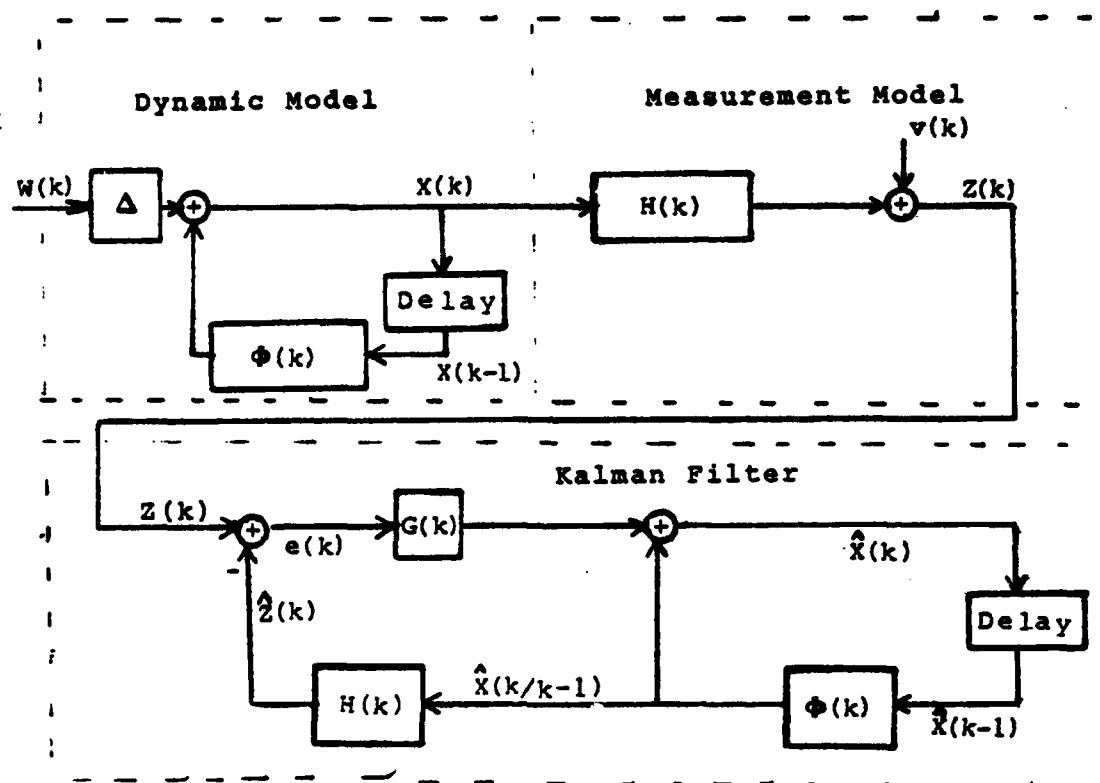 Dynamic Model
Measurement Model
v(k)
W(k)
Δ
+
X(k)
H(k)
+
Z(k)
Delay
Φ(k)
X(k-1)
Kalman Filter
Z(k)
+
e(k)
G(k)
+
X̂(k)
-
Ẑ(k)
Delay
H(k)
X̂(k/k-1)
Φ(k)
X̂(k-1)